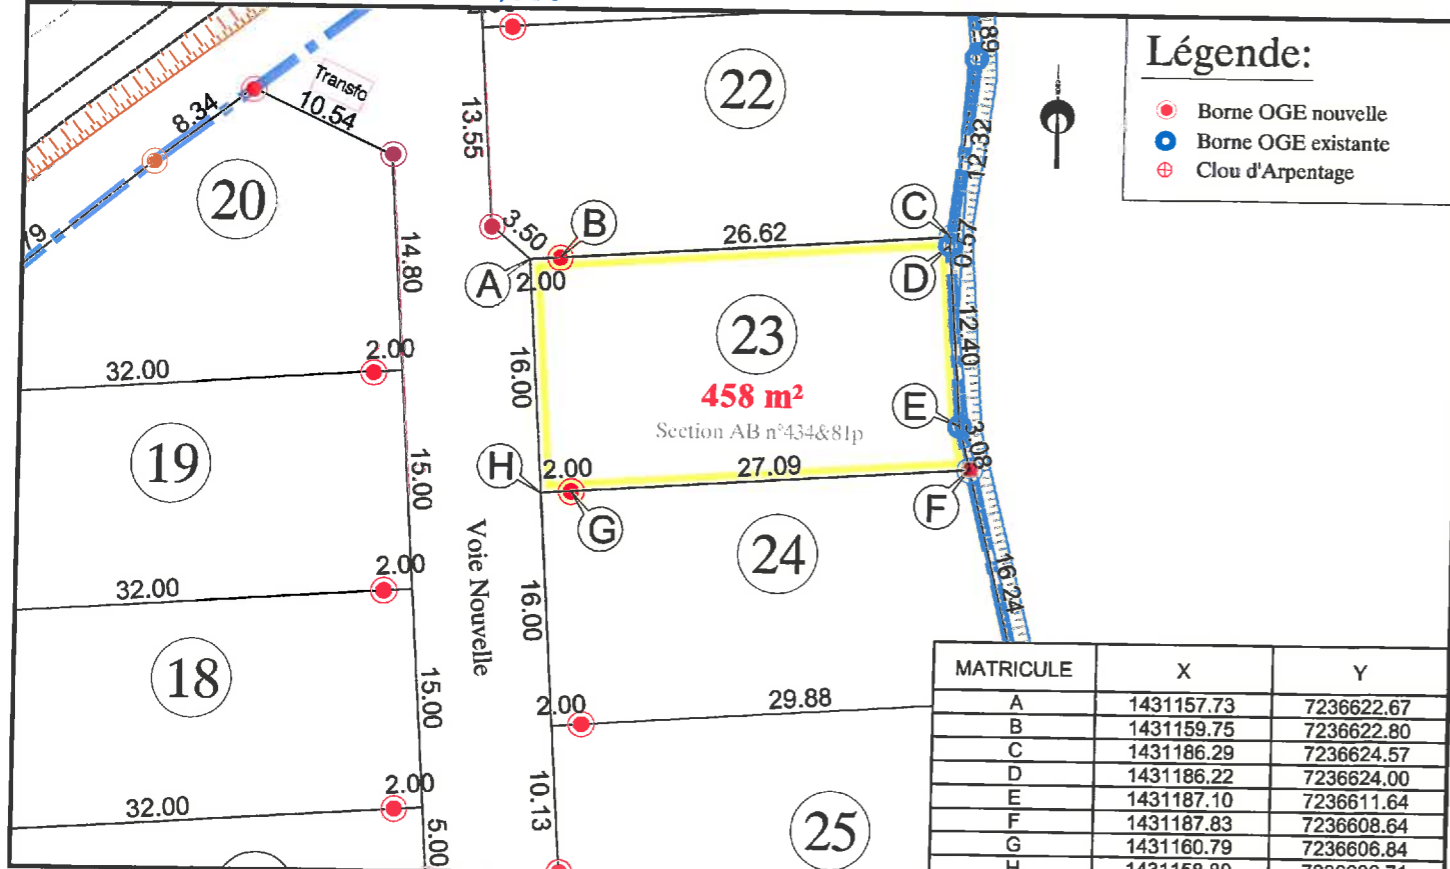 22
Légende:
Borne OGE nouvelle
Borne OGE existante
Clou d'Arpentage
Transfo
10.54
8.34
20
13.55
3.50
B
A
2.00
26.62
C
D
0.57
12.32
89
14.80
2.00
32.00
16.00
23
458 m²
Section AB n°434&81p
12.40
E
3.08
F
H
2.00
27.09
G
19
15.00
2.00
32.00
Voie Nouvelle
16.00
24
16.24
18
15.00
2.00
29.88
2.00
32.00
5.00
10.13
25
MATRICULE X Y
A 1431157.73 7236622.67
B 1431159.75 7236622.80
C 1431186.29 7236624.57
D 1431186.22 7236624.00
E 1431187.10 7236611.64
F 1431187.83 7236608.64
G 1431160.79 7236606.84
H